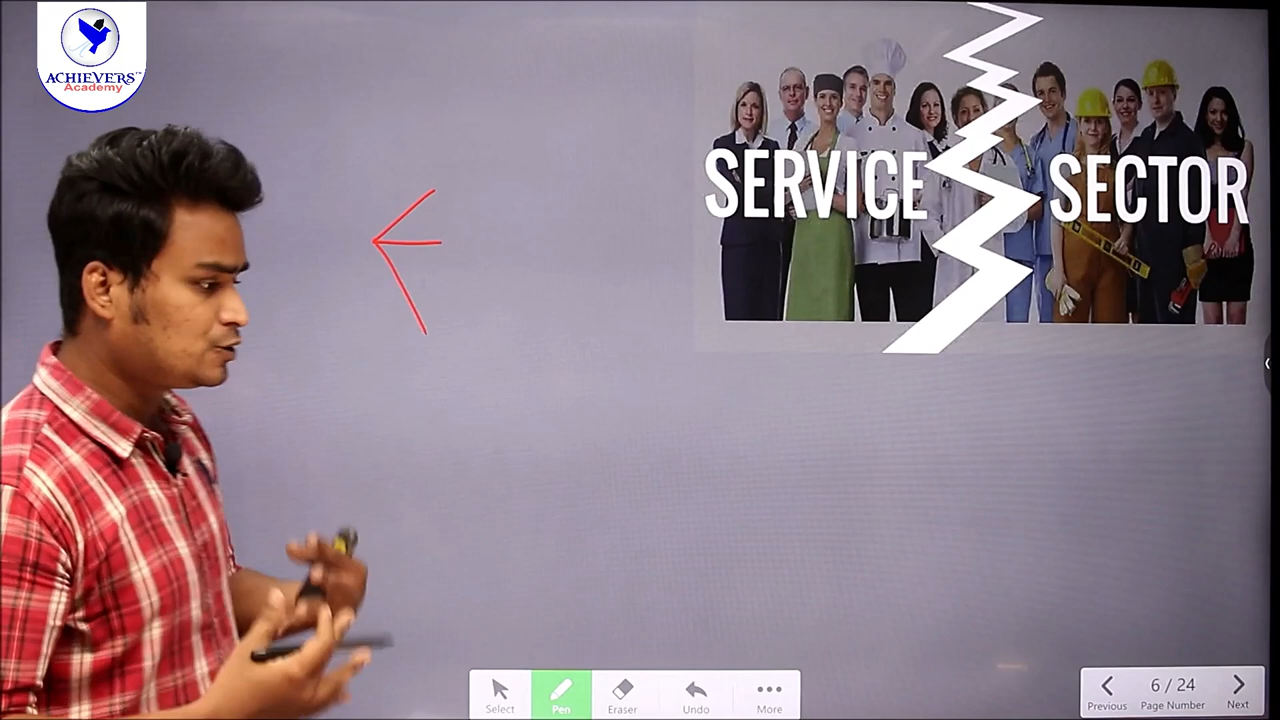 ACHIEVERS
Academy
SERVICE SECTOR
Select
Pen
Eraser
Undo
More
Previous
6 / 24
Page Number
Next